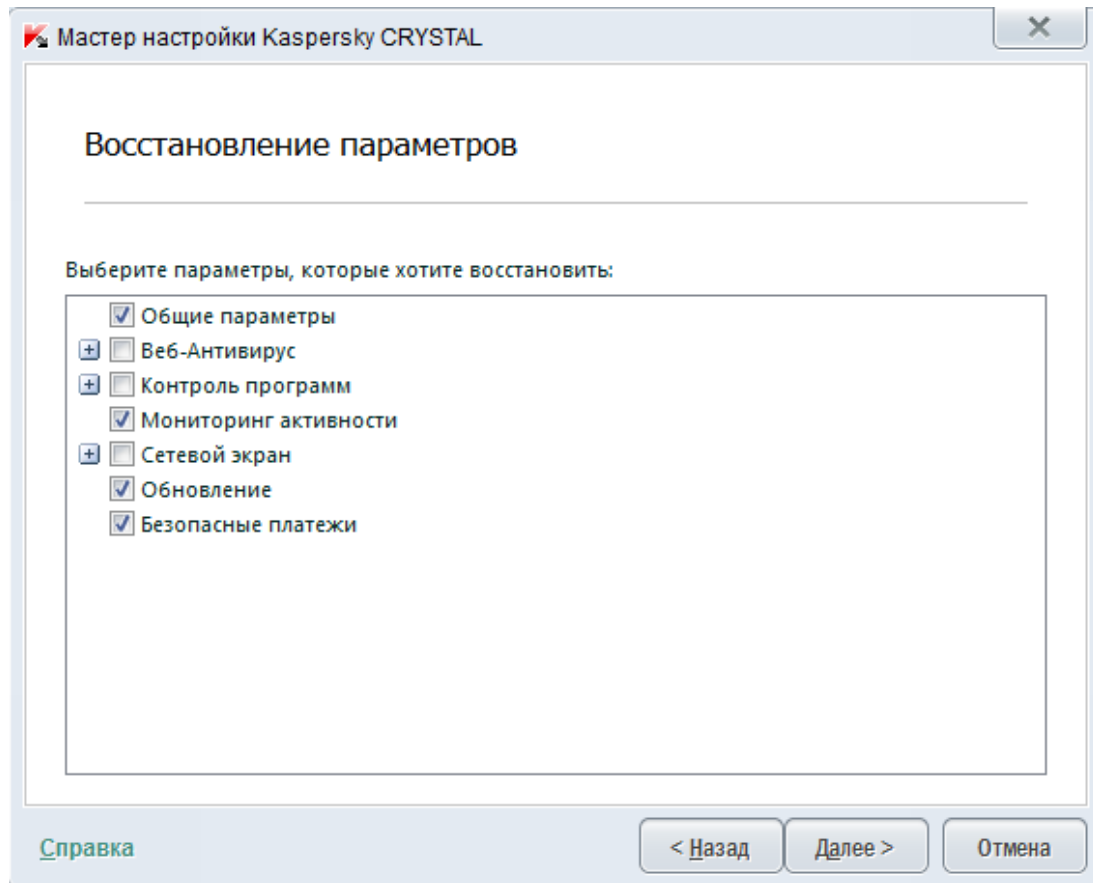 Мастер настройки Kaspersky CRYSTAL
Восстановление параметров
Выберите параметры, которые хотите восстановить:
Общие параметры
Веб-Антивирус
Контроль программ
Мониторинг активности
Сетевой экран
Обновление
Безопасные платежи
Справка
< Назад
Далее >
Отмена